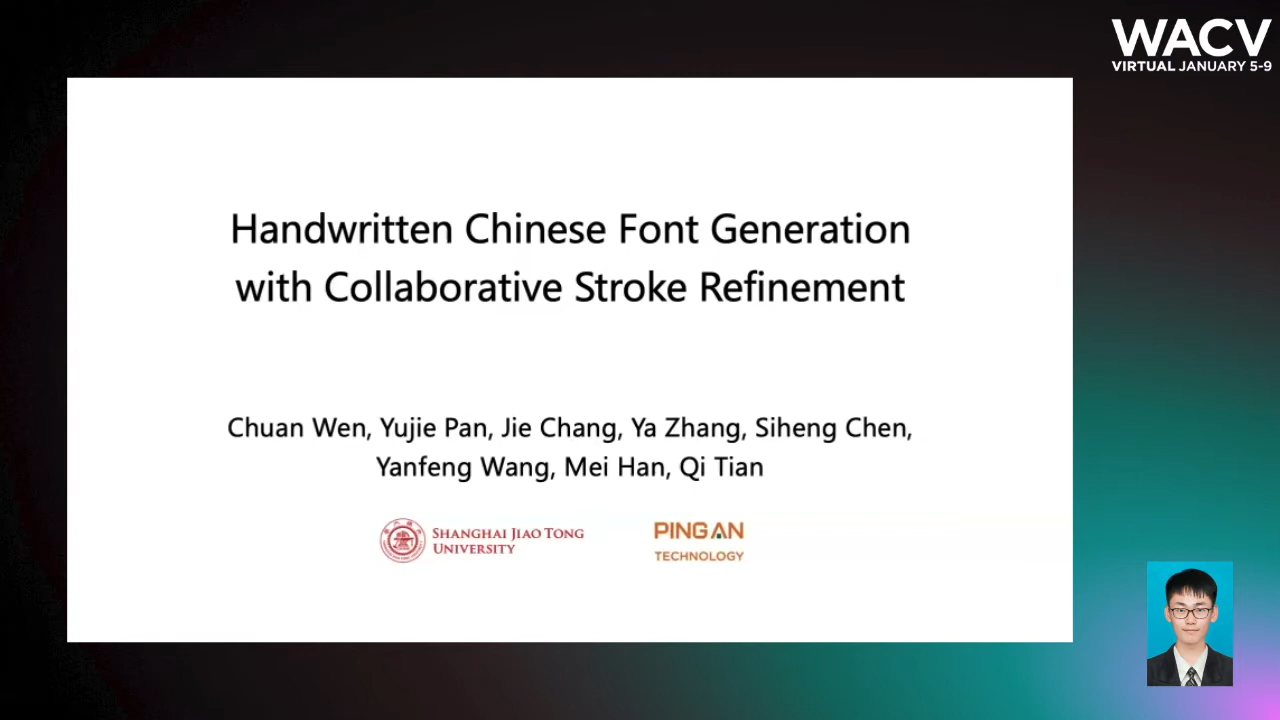 WACV
VIRTUAL JANUARY 5-9
Handwritten Chinese Font Generation
with Collaborative Stroke Refinement
Chuan Wen, Yujie Pan, Jie Chang, Ya Zhang, Siheng Chen,
Yanfeng Wang, Mei Han, Qi Tian
SHANGHAI JIAO TONG
UNIVERSITY
PING AN
TECHNOLOGY